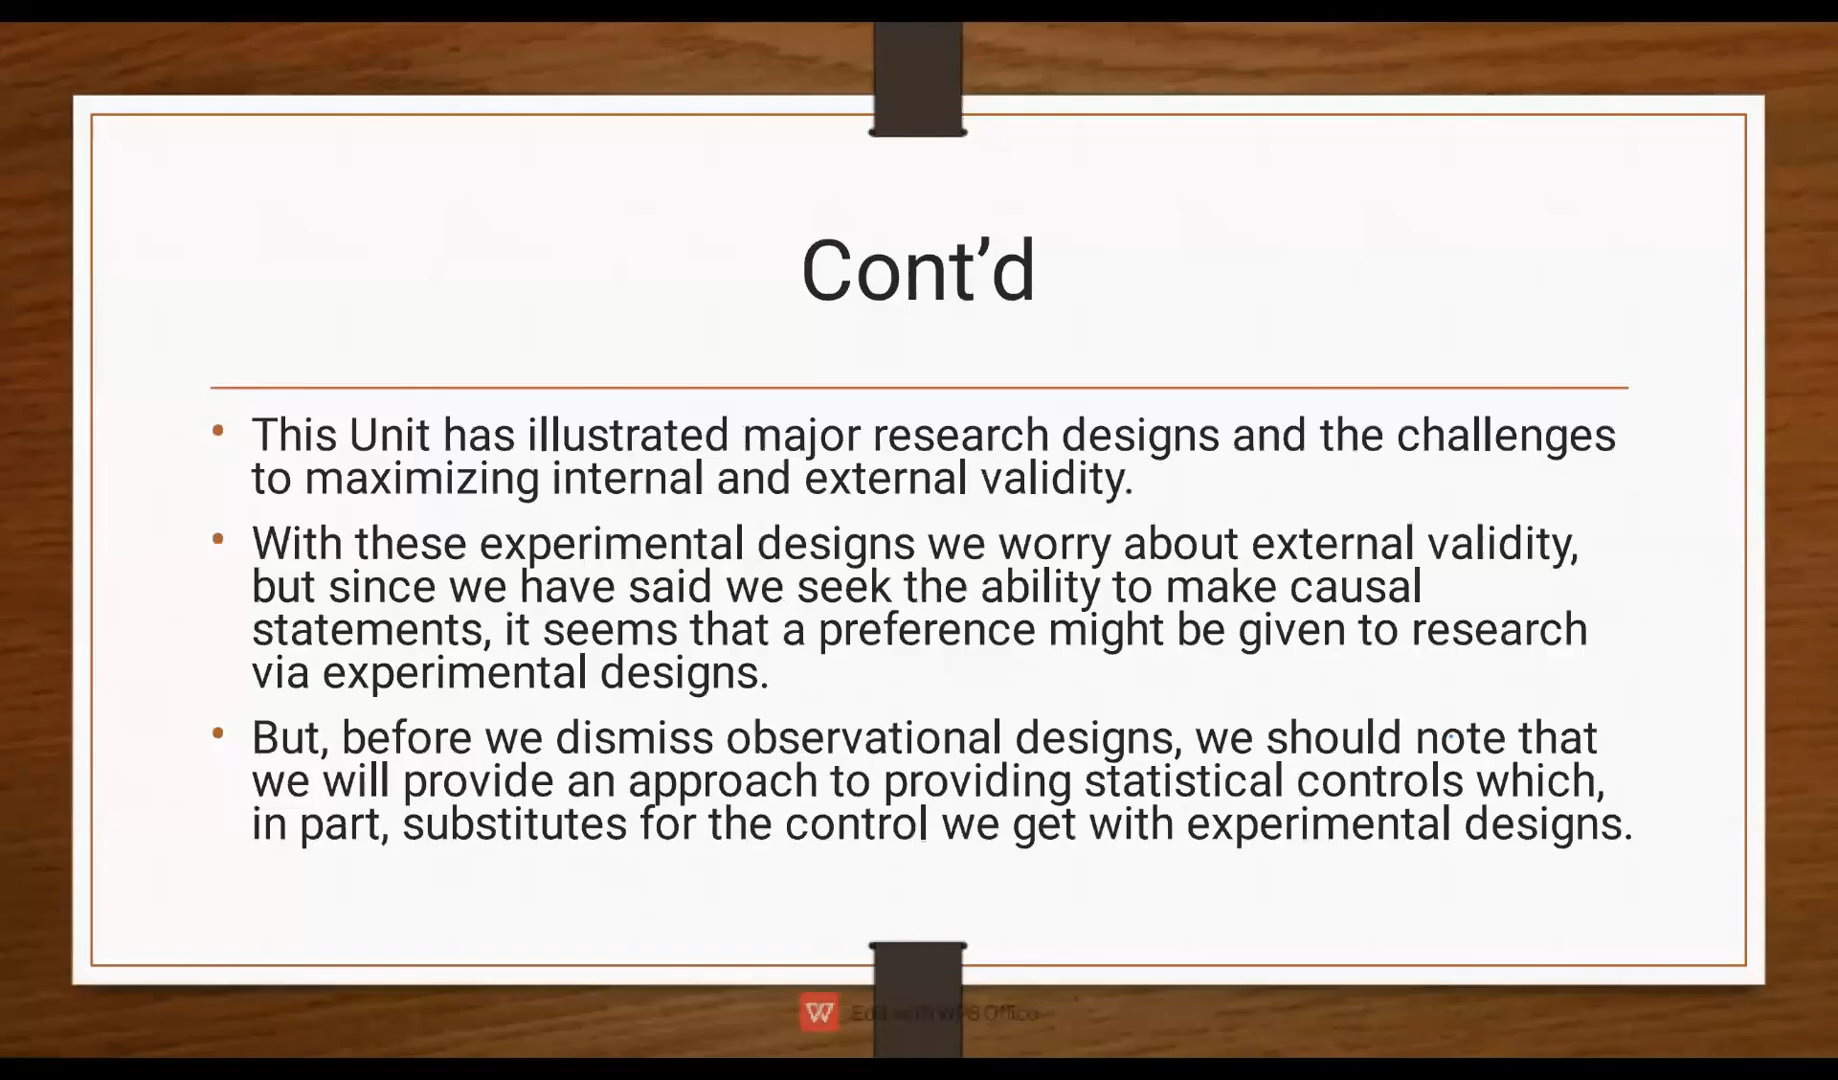 Cont’d
• This Unit has illustrated major research designs and the challenges
to maximizing internal and external validity.
• With these experimental designs we worry about external validity,
but since we have said we seek the ability to make causal
statements, it seems that a preference might be given to research
via experimental designs.
• But, before we dismiss observational designs, we should note that
we will provide an approach to providing statistical controls which,
in part, substitutes for the control we get with experimental designs.
W Edit with WPS Office